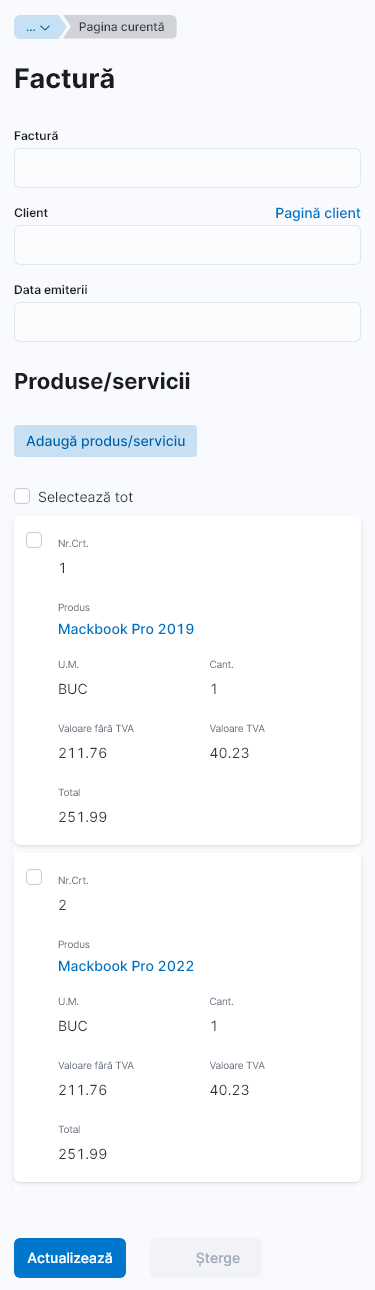 ... Pagina curentă
Factură
Factură
Client Pagină client
Data emiterii
Produse/servicii
Adaugă produs/serviciu
Selectează tot
Nr.Crt.
1
Produs
Mackbook Pro 2019
U.M. Cant.
BUC 1
Valoare fără TVA Valoare TVA
211.76 40.23
Total
251.99
Nr.Crt.
2
Produs
Mackbook Pro 2022
U.M. Cant.
BUC 1
Valoari fără TVA Valoare TVA
211.76 40.23
Total
251.99
Actualizează Șterge